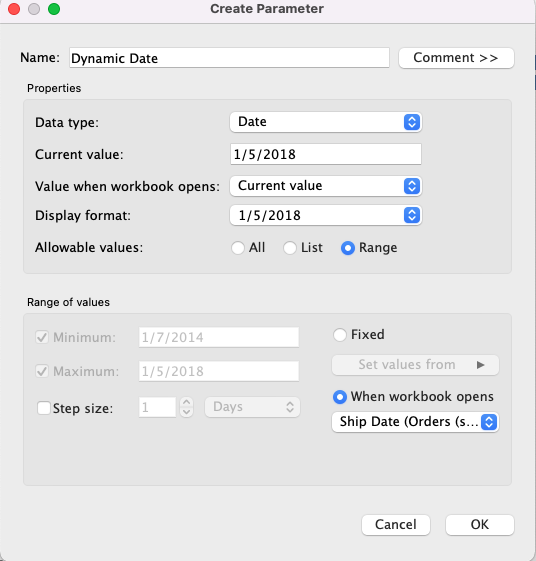 Create Parameter
Name: Dynamic Date Comment >>
Properties
Data type: Date
Current value: 1/5/2018
Value when workbook opens: Current value
Display format: 1/5/2018
Allowable values: All List Range
Range of values
Minimum: 1/7/2014 Fixed
Set values from
Maximum: 1/5/2018
When workbook opens
Step size: 1 Days
Ship Date (Orders (s...
Cancel OK